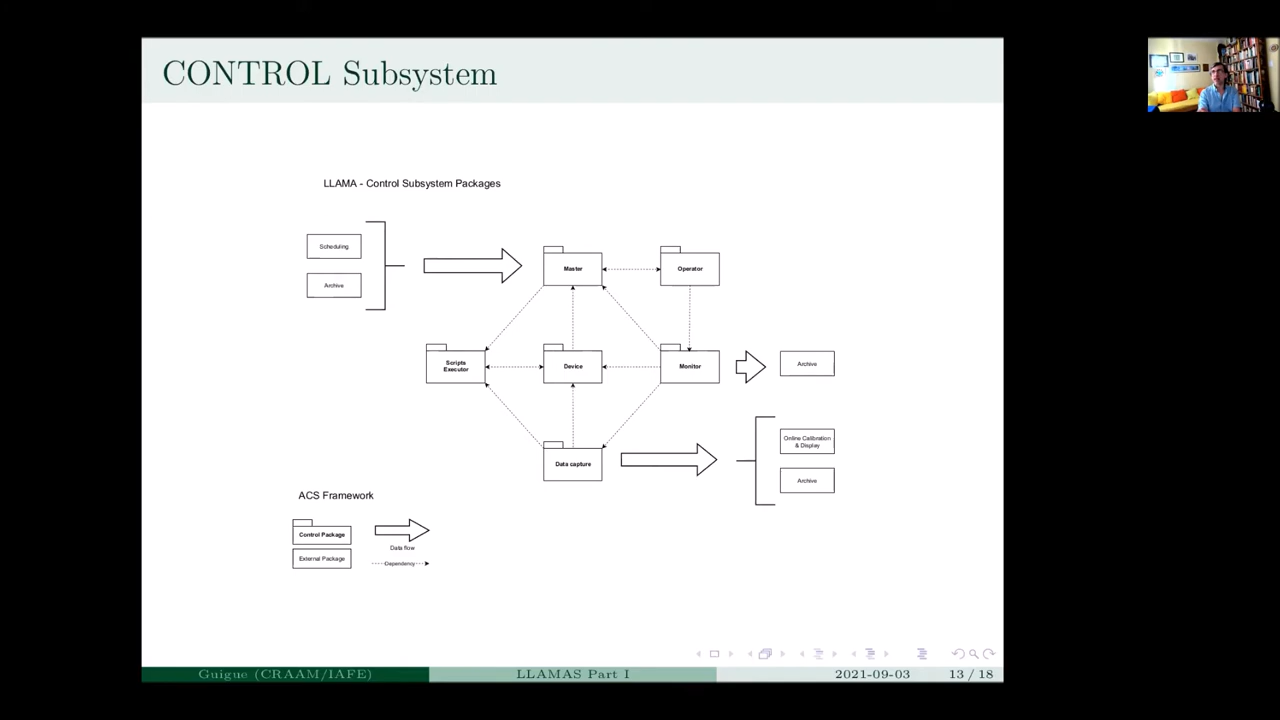 CONTROL Subsystem
LLAMA - Control Subsystem Packages
Scheduling
Archive
Master
Operator
Scripts
Executor
Device
Monitor
Archive
Data capture
Online Calibration
& Display
Archive
ACS Framework
Control Package
External Package
Data flow
Dependency
Guigue (CRAAM/IAFE)
LLAMAS Part I
2021-09-03
13 / 18